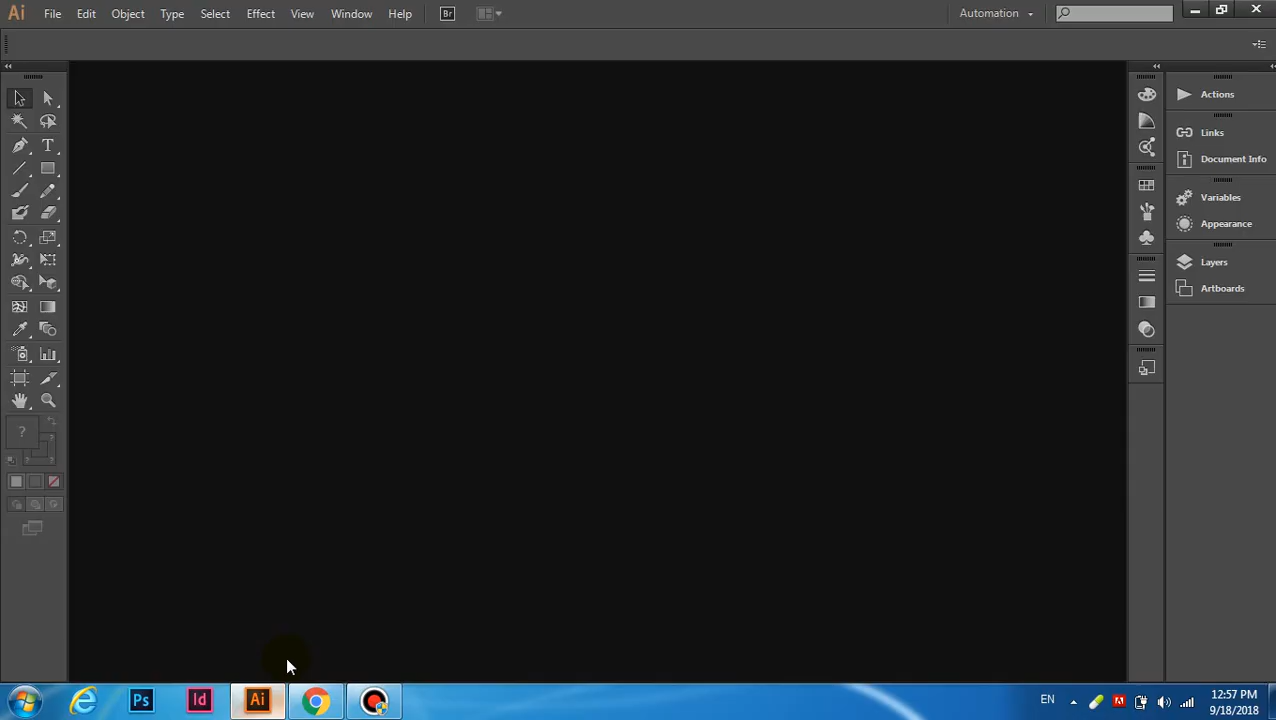 Ai File Edit Object Type Select Effect View Window Help Br Automation
Actions
Links
Document Info
Variables
Appearance
Layers
Artboards
T
?
?
?
?
Ps Id Ai EN 12:57 PM
9/18/2018